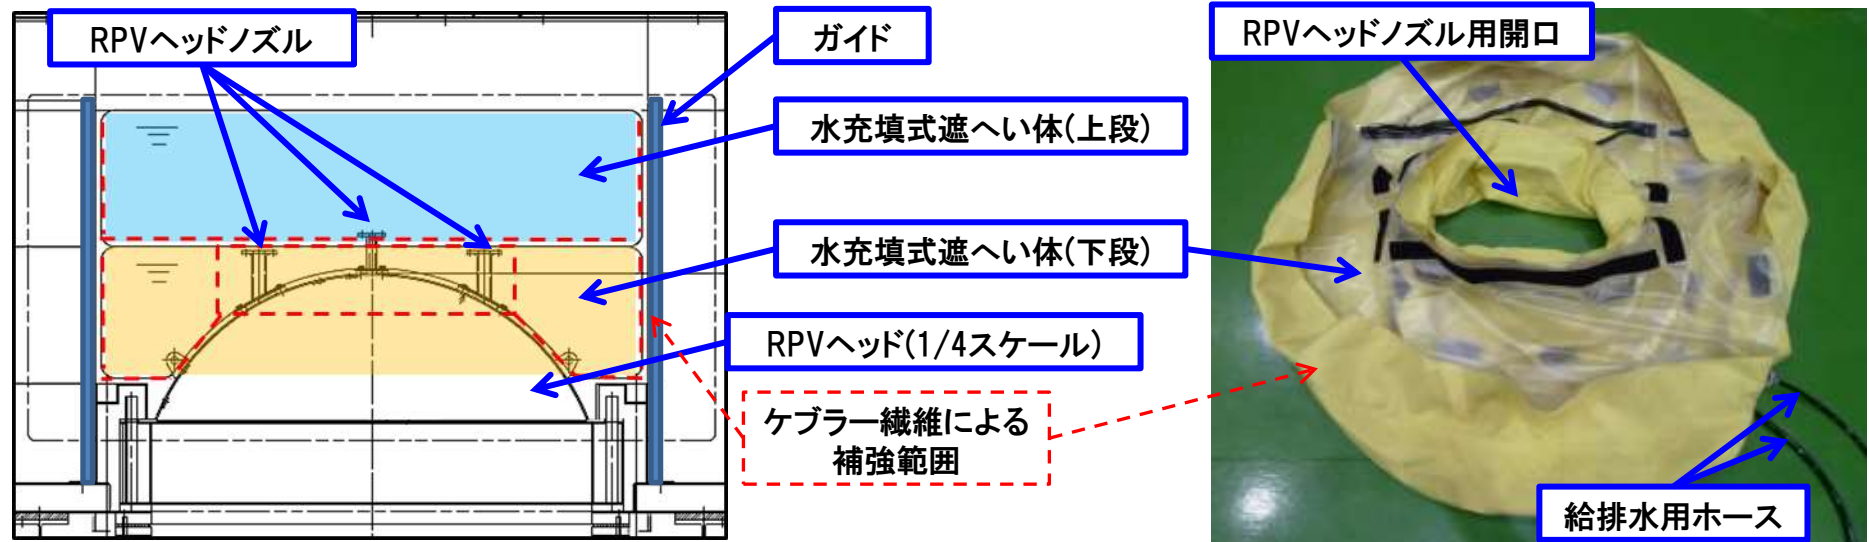 RPVヘッドノズル
ガイド
RPVヘッドノズル用開口
水充填式遮へい体(上段)
水充填式遮へい体(下段)
RPVヘッド(1/4スケール)
ケブラー繊維による
補強範囲
給排水用ホース